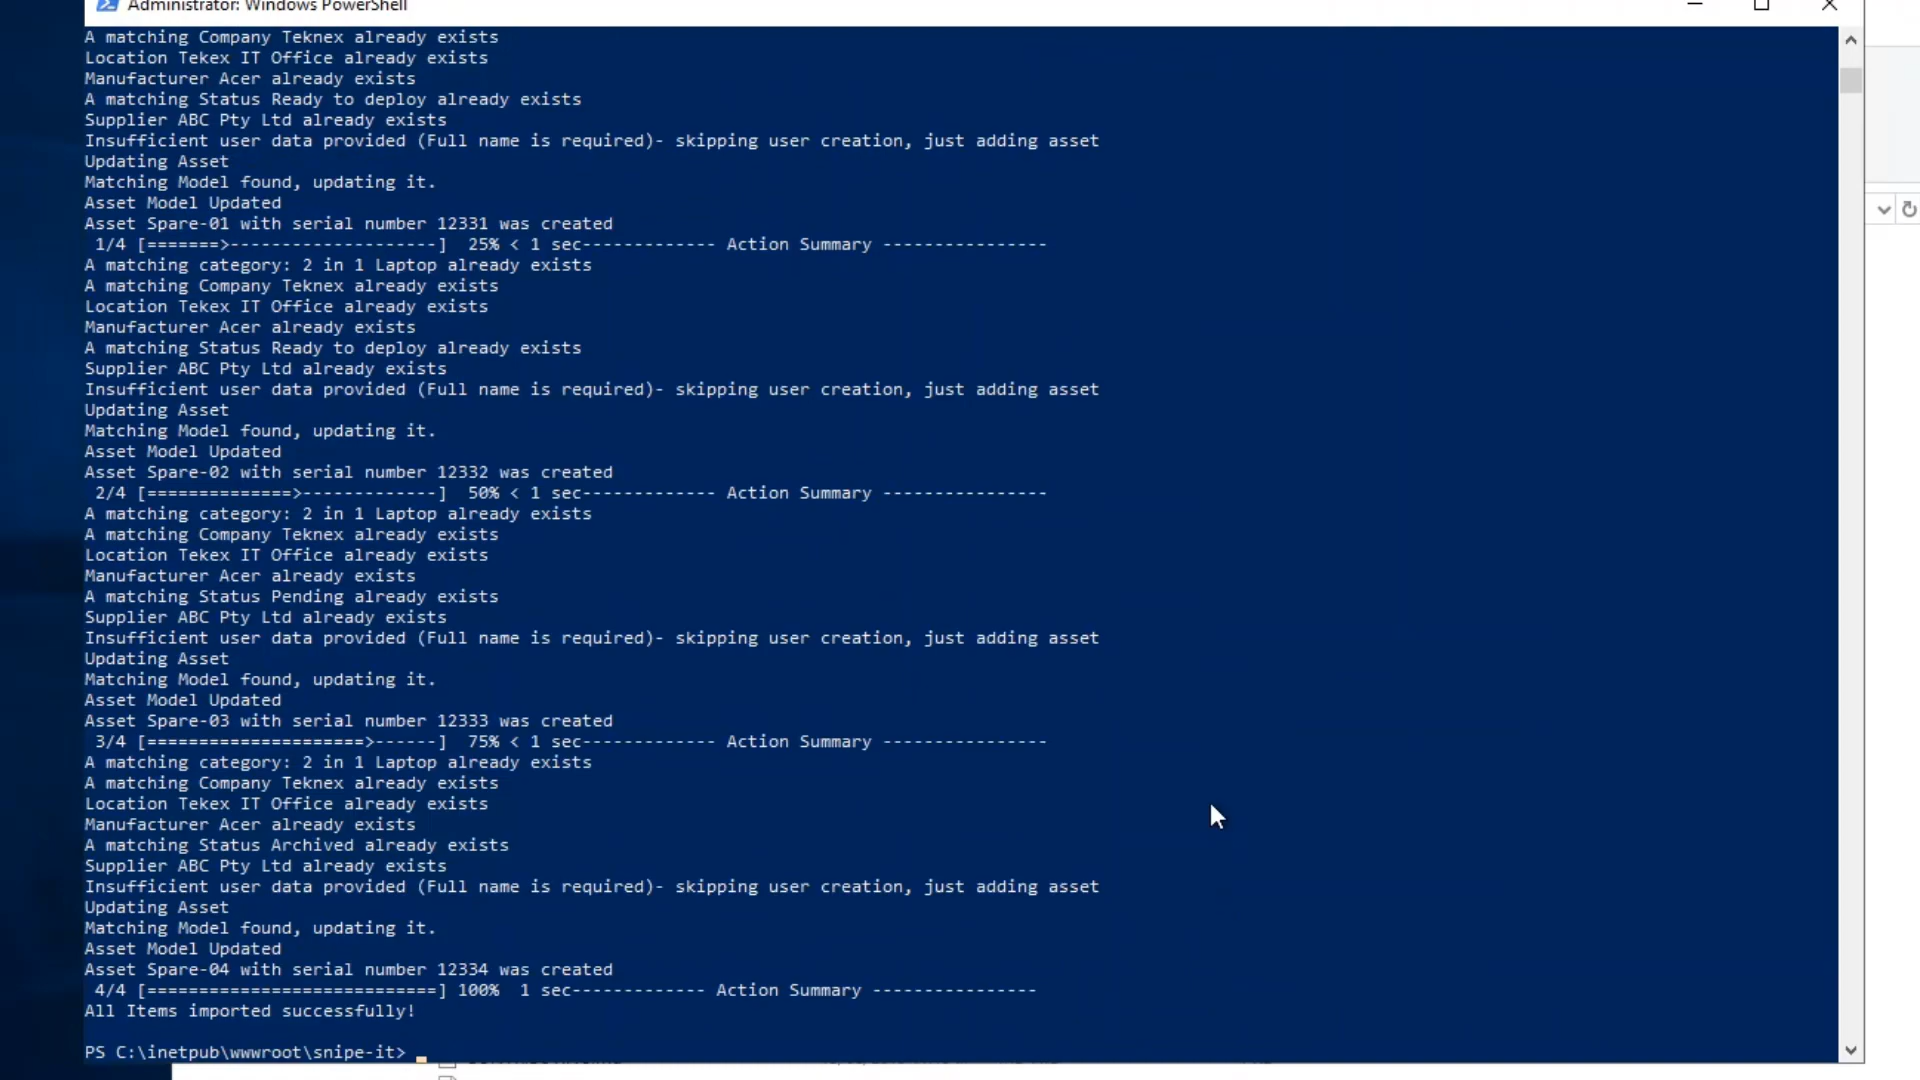 Administrator: Windows PowerShell
A matching Company Teknex already exists
Location Tekex IT Office already exists
Manufacturer Acer already exists
A matching Status Ready to deploy already exists
Supplier ABC Pty Ltd already exists
Insufficient user data provided (Full name is required)- skipping user creation, just adding asset
Updating Asset
Matching Model found, updating it.
Asset Model Updated
Asset Spare-01 with serial number 12331 was created
1/4 [=======>--------------------]  25% < 1 sec------------- Action Summary ----------------
A matching category: 2 in 1 Laptop already exists
A matching Company Teknex already exists
Location Tekex IT Office already exists
Manufacturer Acer already exists
A matching Status Ready to deploy already exists
Supplier ABC Pty Ltd already exists
Insufficient user data provided (Full name is required)- skipping user creation, just adding asset
Updating Asset
Matching Model found, updating it.
Asset Model Updated
Asset Spare-02 with serial number 12332 was created
2/4 [==============>-------------]  50% < 1 sec------------- Action Summary ----------------
A matching category: 2 in 1 Laptop already exists
A matching Company Teknex already exists
Location Tekex IT Office already exists
Manufacturer Acer already exists
A matching Status Pending already exists
Supplier ABC Pty Ltd already exists
Insufficient user data provided (Full name is required)- skipping user creation, just adding asset
Updating Asset
Matching Model found, updating it.
Asset Model Updated
Asset Spare-03 with serial number 12333 was created
3/4 [=====================>------]  75% < 1 sec------------- Action Summary ----------------
A matching category: 2 in 1 Laptop already exists
A matching Company Teknex already exists
Location Tekex IT Office already exists
Manufacturer Acer already exists
A matching Status Archived already exists
Supplier ABC Pty Ltd already exists
Insufficient user data provided (Full name is required)- skipping user creation, just adding asset
Updating Asset
Matching Model found, updating it.
Asset Model Updated
Asset Spare-04 with serial number 12334 was created
4/4 [============================] 100%  1 sec------------- Action Summary ----------------
All Items imported successfully!
PS C:\inetpub\wwwroot\snipe-it>